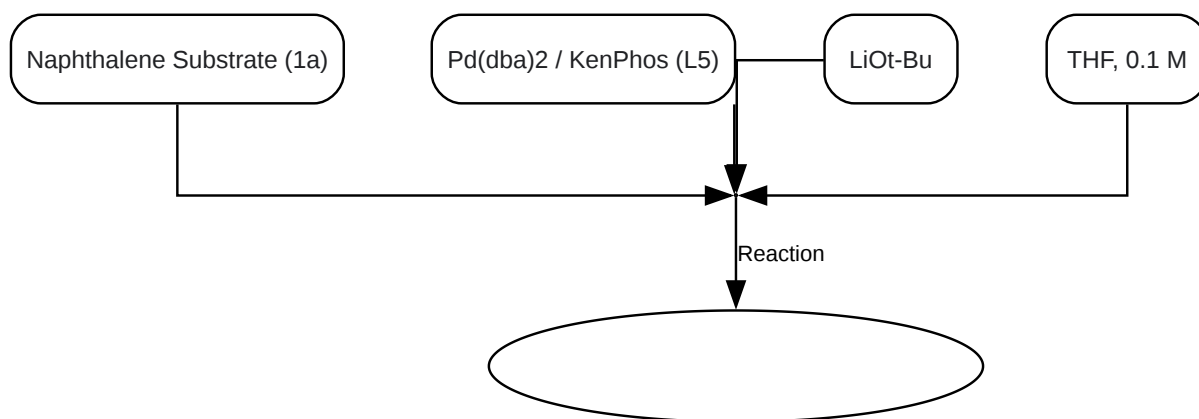 Naphthalene Substrate (1a)
Pd(dba)2 / KenPhos (L5)
LiOt-Bu
THF, 0.1 M
Reaction